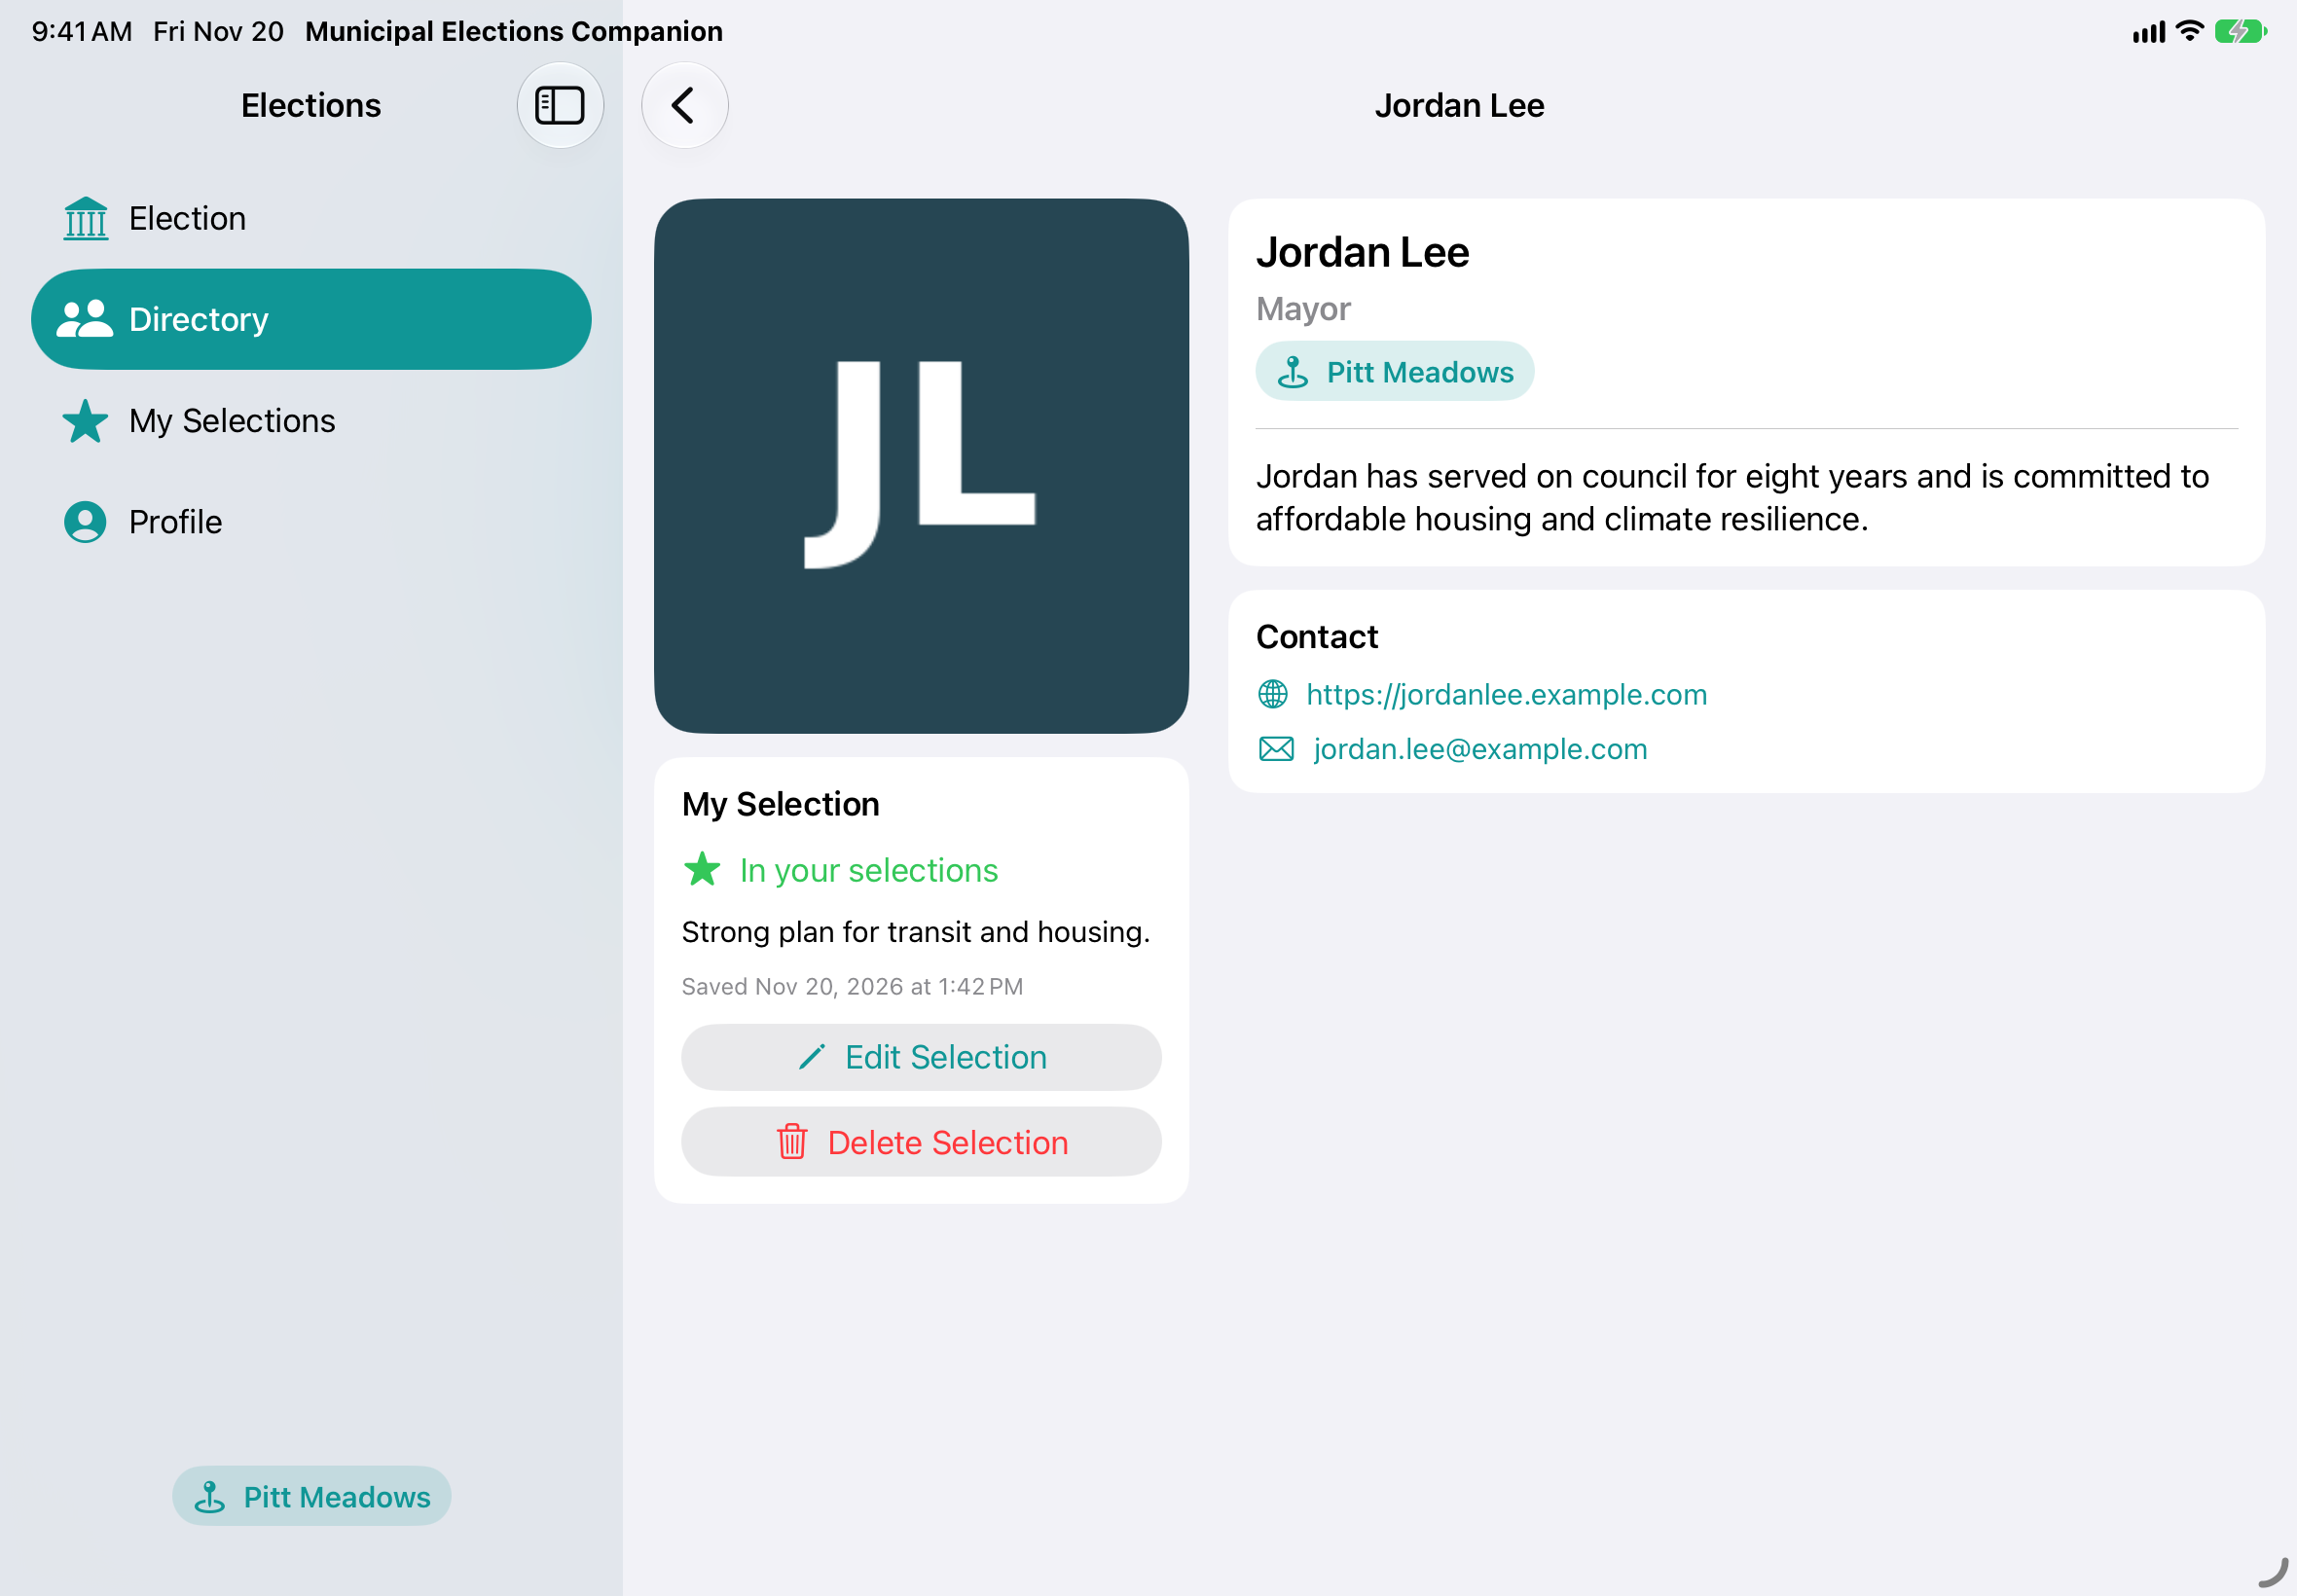 9:41 AM Fri Nov 20 Municipal Elections Companion
Elections
Election
Directory
My Selections
Profile
Pitt Meadows
Jordan Lee
JL
My Selection
In your selections
Strong plan for transit and housing.
Saved Nov 20, 2026 at 1:42 PM
Edit Selection
Delete Selection
Jordan Lee
Mayor
Pitt Meadows
Jordan has served on council for eight years and is committed to
affordable housing and climate resilience.
Contact
https://jordanlee.example.com
jordan.lee@example.com